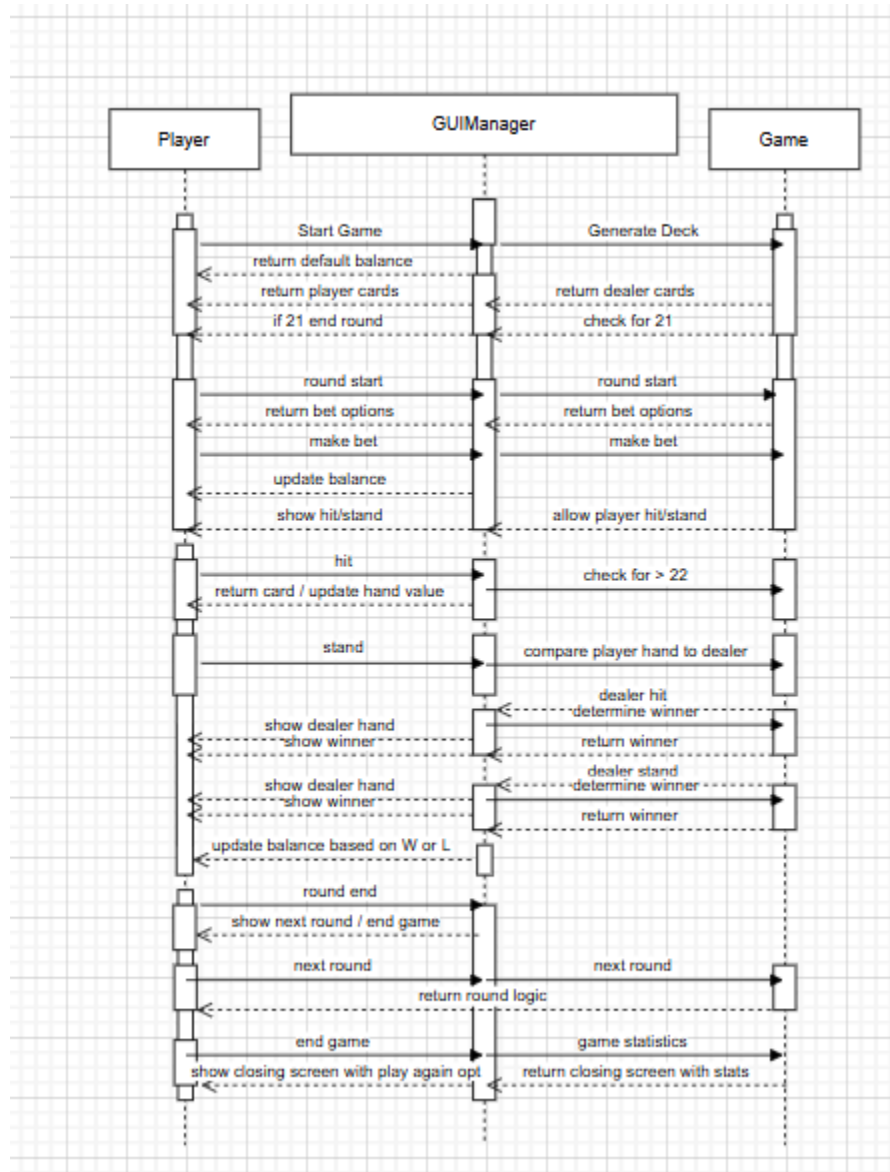 Player
GUIManager
Game
Start Game
Generate Deck
return default balance
return player cards
return dealer cards
if 21 end round
check for 21
round start
round start
return bet options
return bet options
make bet
make bet
update balance
show hit/stand
allow player hit/stand
hit
check for > 22
return card / update hand value
stand
compare player hand to dealer
dealer hit
determine winner
show dealer hand
show winner
return winner
dealer stand
determine winner
show dealer hand
show winner
return winner
update balance based on W or L
round end
show next round / end game
next round
next round
return round logic
end game
game statistics
show closing screen with play again opt
return closing screen with stats